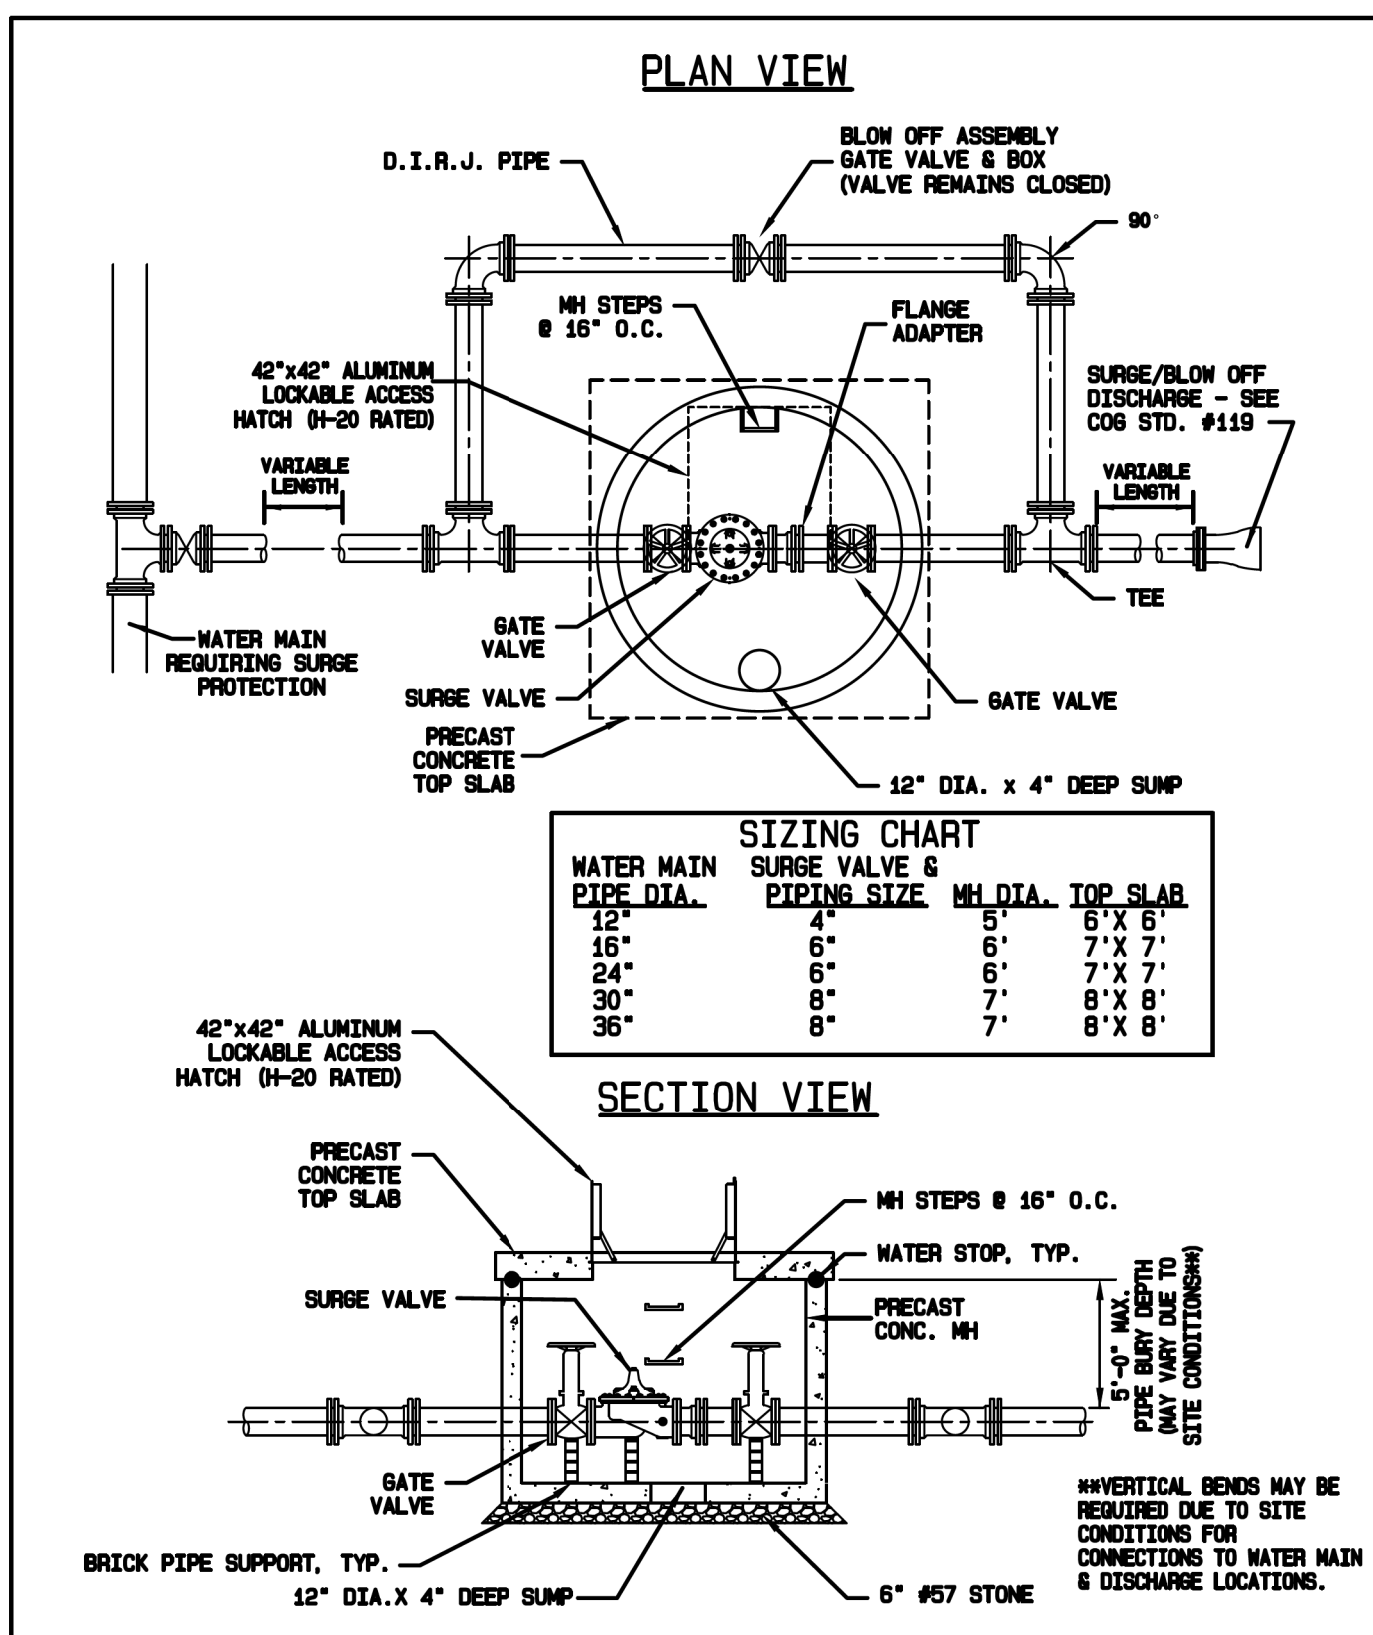 PLAN VIEW
BLOW OFF ASSEMBLY
GATE VALVE & BOX
(VALVE REMAINS CLOSED)
D.I.R.J. PIPE
90°
MH STEPS
@ 16" O.C.
FLANGE
ADAPTER
42"x42" ALUMINUM
LOCKABLE ACCESS
HATCH (H-20 RATED)
SURGE/BLOW OFF
DISCHARGE - SEE
COG STD. #119
VARIABLE
LENGTH
VARIABLE
LENGTH
TEE
GATE
VALVE
WATER MAIN
REQUIRING SURGE
PROTECTION
SURGE VALVE
GATE VALVE
PRECAST
CONCRETE
TOP SLAB
12" DIA. x 4" DEEP SUMP
SIZING CHART
WATER MAIN SURGE VALVE &
PIPE DIA. PIPING SIZE MH DIA. TOP SLAB
12" 4" 5' 6'X 6'
16" 6" 6' 7'X 7'
24" 6" 6' 7'X 7'
30" 8" 7' 8'X 8'
36" 8" 7' 8'X 8'
SECTION VIEW
42"x42" ALUMINUM
LOCKABLE ACCESS
HATCH (H-20 RATED)
PRECAST
CONCRETE
TOP SLAB
MH STEPS @ 16" O.C.
WATER STOP, TYP.
SURGE VALVE
PRECAST
CONC. MH
5'-0" MAX.
PIPE BURY DEPTH
(MAY VARY DUE TO
SITE CONDITIONS**)
GATE
VALVE
**VERTICAL BENDS MAY BE
REQUIRED DUE TO SITE
CONDITIONS FOR
CONNECTIONS TO WATER MAIN
& DISCHARGE LOCATIONS.
BRICK PIPE SUPPORT, TYP.
12" DIA.X 4" DEEP SUMP
6" #57 STONE